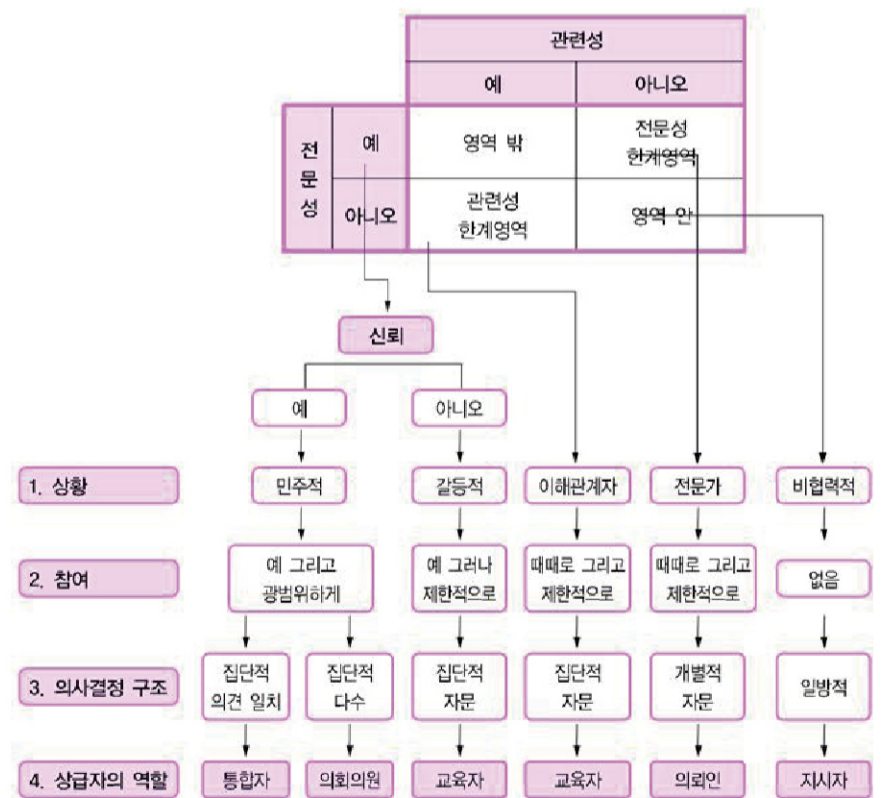 관련성
예
아니오
전문성
예
영역 밖
전문성
한계영역
아니오
관련성
한계영역
영역 안
신뢰
예
아니오
1. 상황
민주적
갈등적
이해관계자
전문가
비협력적
2. 참여
예 그리고
광범위하게
예 그러나
제한적으로
때때로 그리고
제한적으로
때때로 그리고
제한적으로
없음
3. 의사결정 구조
집단적
의견 일치
집단적
다수
집단적
자문
집단적
자문
개별적
자문
일방적
4. 상급자의 역할
통합자
의회의원
교육자
교육자
의뢰인
지시자